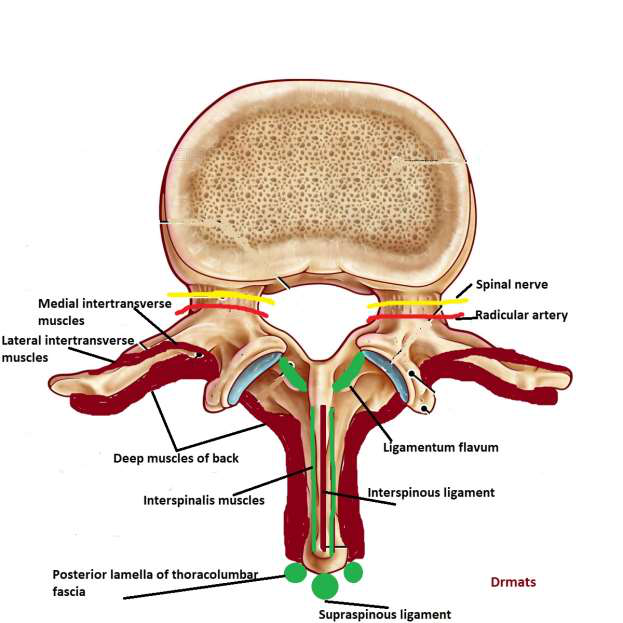 Spinal nerve
Medial intertransverse
muscles
Radicular artery
Lateral intertransverse
muscles
Ligamentum flavum
Deep muscles of back
Interspinous ligament
Interspinalis muscles
Posterior lamella of thoracolumbar
fascia
Drmats
Supraspinous ligament